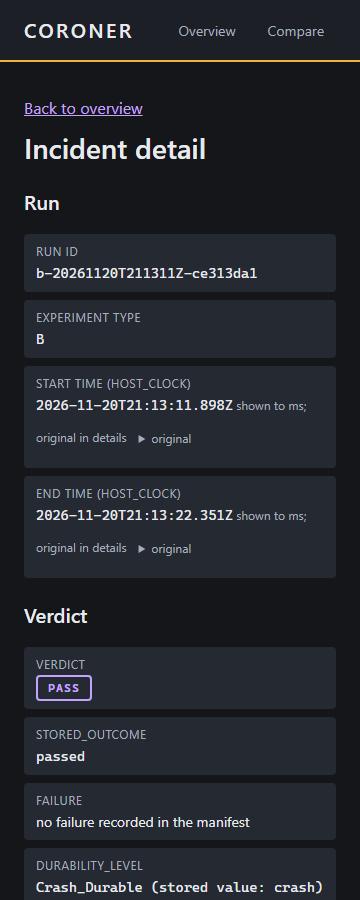 CORONER Overview Compare
Back to overview
Incident detail
Run
RUN ID
b-20261120T211311Z-ce313da1
EXPERIMENT TYPE
B
START TIME (HOST_CLOCK)
2026-11-20T21:13:11.898Z shown to ms;
original in details ▶ original
END TIME (HOST_CLOCK)
2026-11-20T21:13:22.351Z shown to ms;
original in details ▶ original
Verdict
VERDICT
PASS
STORED_OUTCOME
passed
FAILURE
no failure recorded in the manifest
DURABILITY_LEVEL
Crash_Durable (stored value: crash)